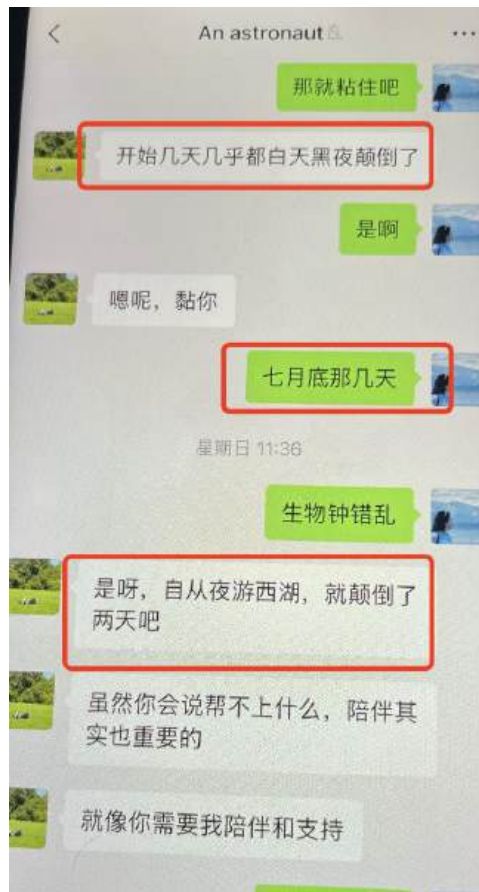 An astronaut
那就粘住吧
开始几天几乎都白天黑夜颠倒了
是啊
嗯呢，黏你
七月底那几天
星期日 11:36
生物钟错乱
是呀，自从夜游西湖，就颠倒了
两天吧
虽然你会说帮不上什么，陪伴其
实也重要的
就像你需要我陪伴和支持